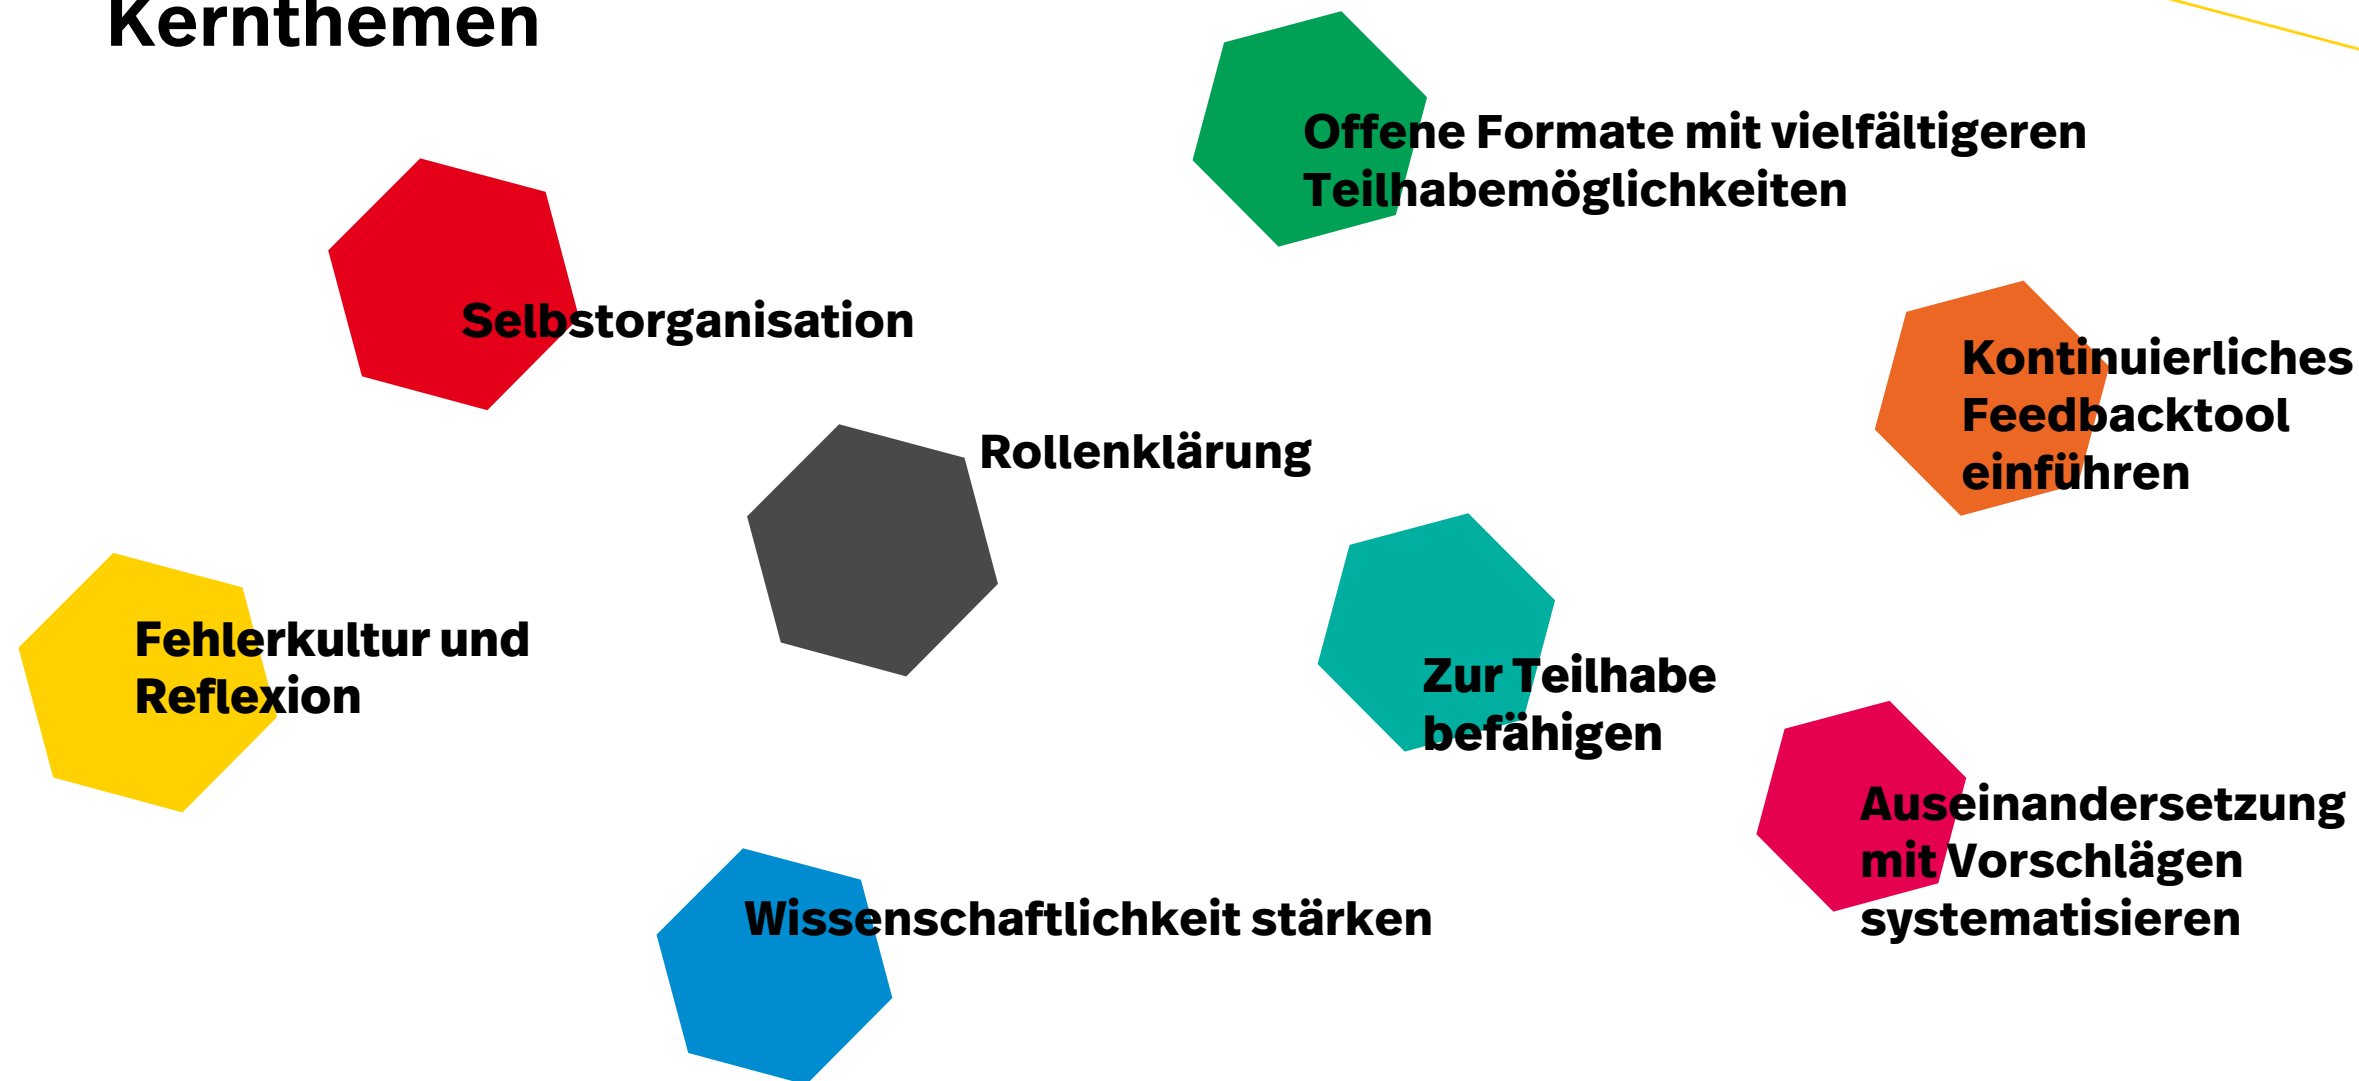 Kernthemen
Offene Formate mit vielfältigeren
Teilhabemöglichkeiten
Selbstorganisation
Kontinuierliches
Feedbacktool
einführen
Rollenklärung
Fehlerkultur und
Reflexion
Zur Teilhabe
befähigen
Auseinandersetzung
mit Vorschlägen
systematisieren
Wissenschaftlichkeit stärken